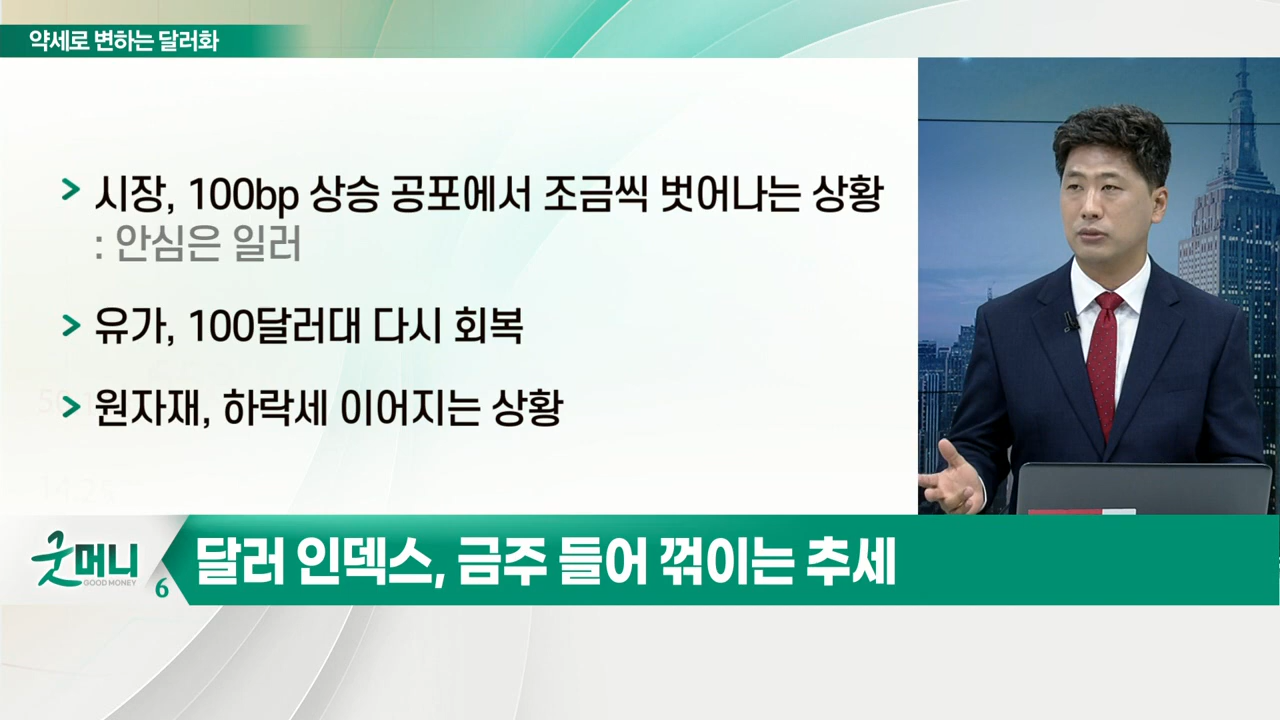 약세로 변하는 달러화
시장, 100bp 상승 공포에서 조금씩 벗어나는 상황
: 안심은 일러
유가, 100달러대 다시 회복
원자재, 하락세 이어지는 상황
굿머니
GOOD MONEY
6
달러 인덱스, 금주 들어 꺾이는 추세